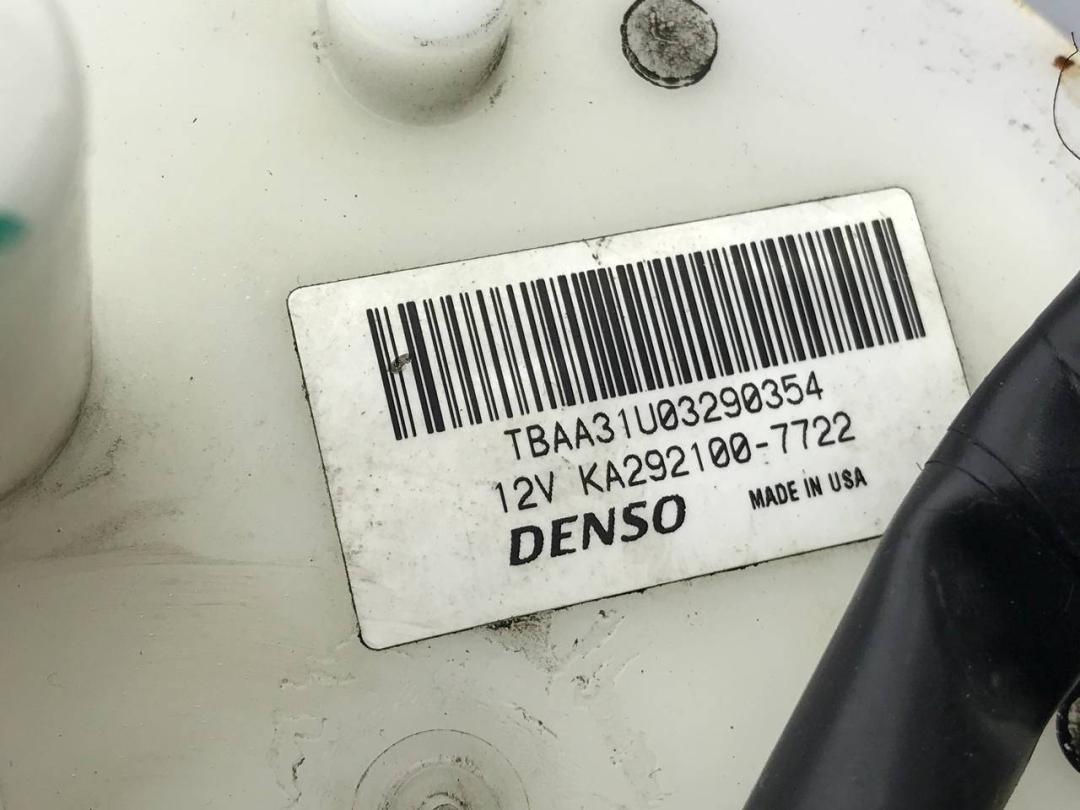 TBAA31U03290354
12V KA292100-7722
DENSO MADE IN USA